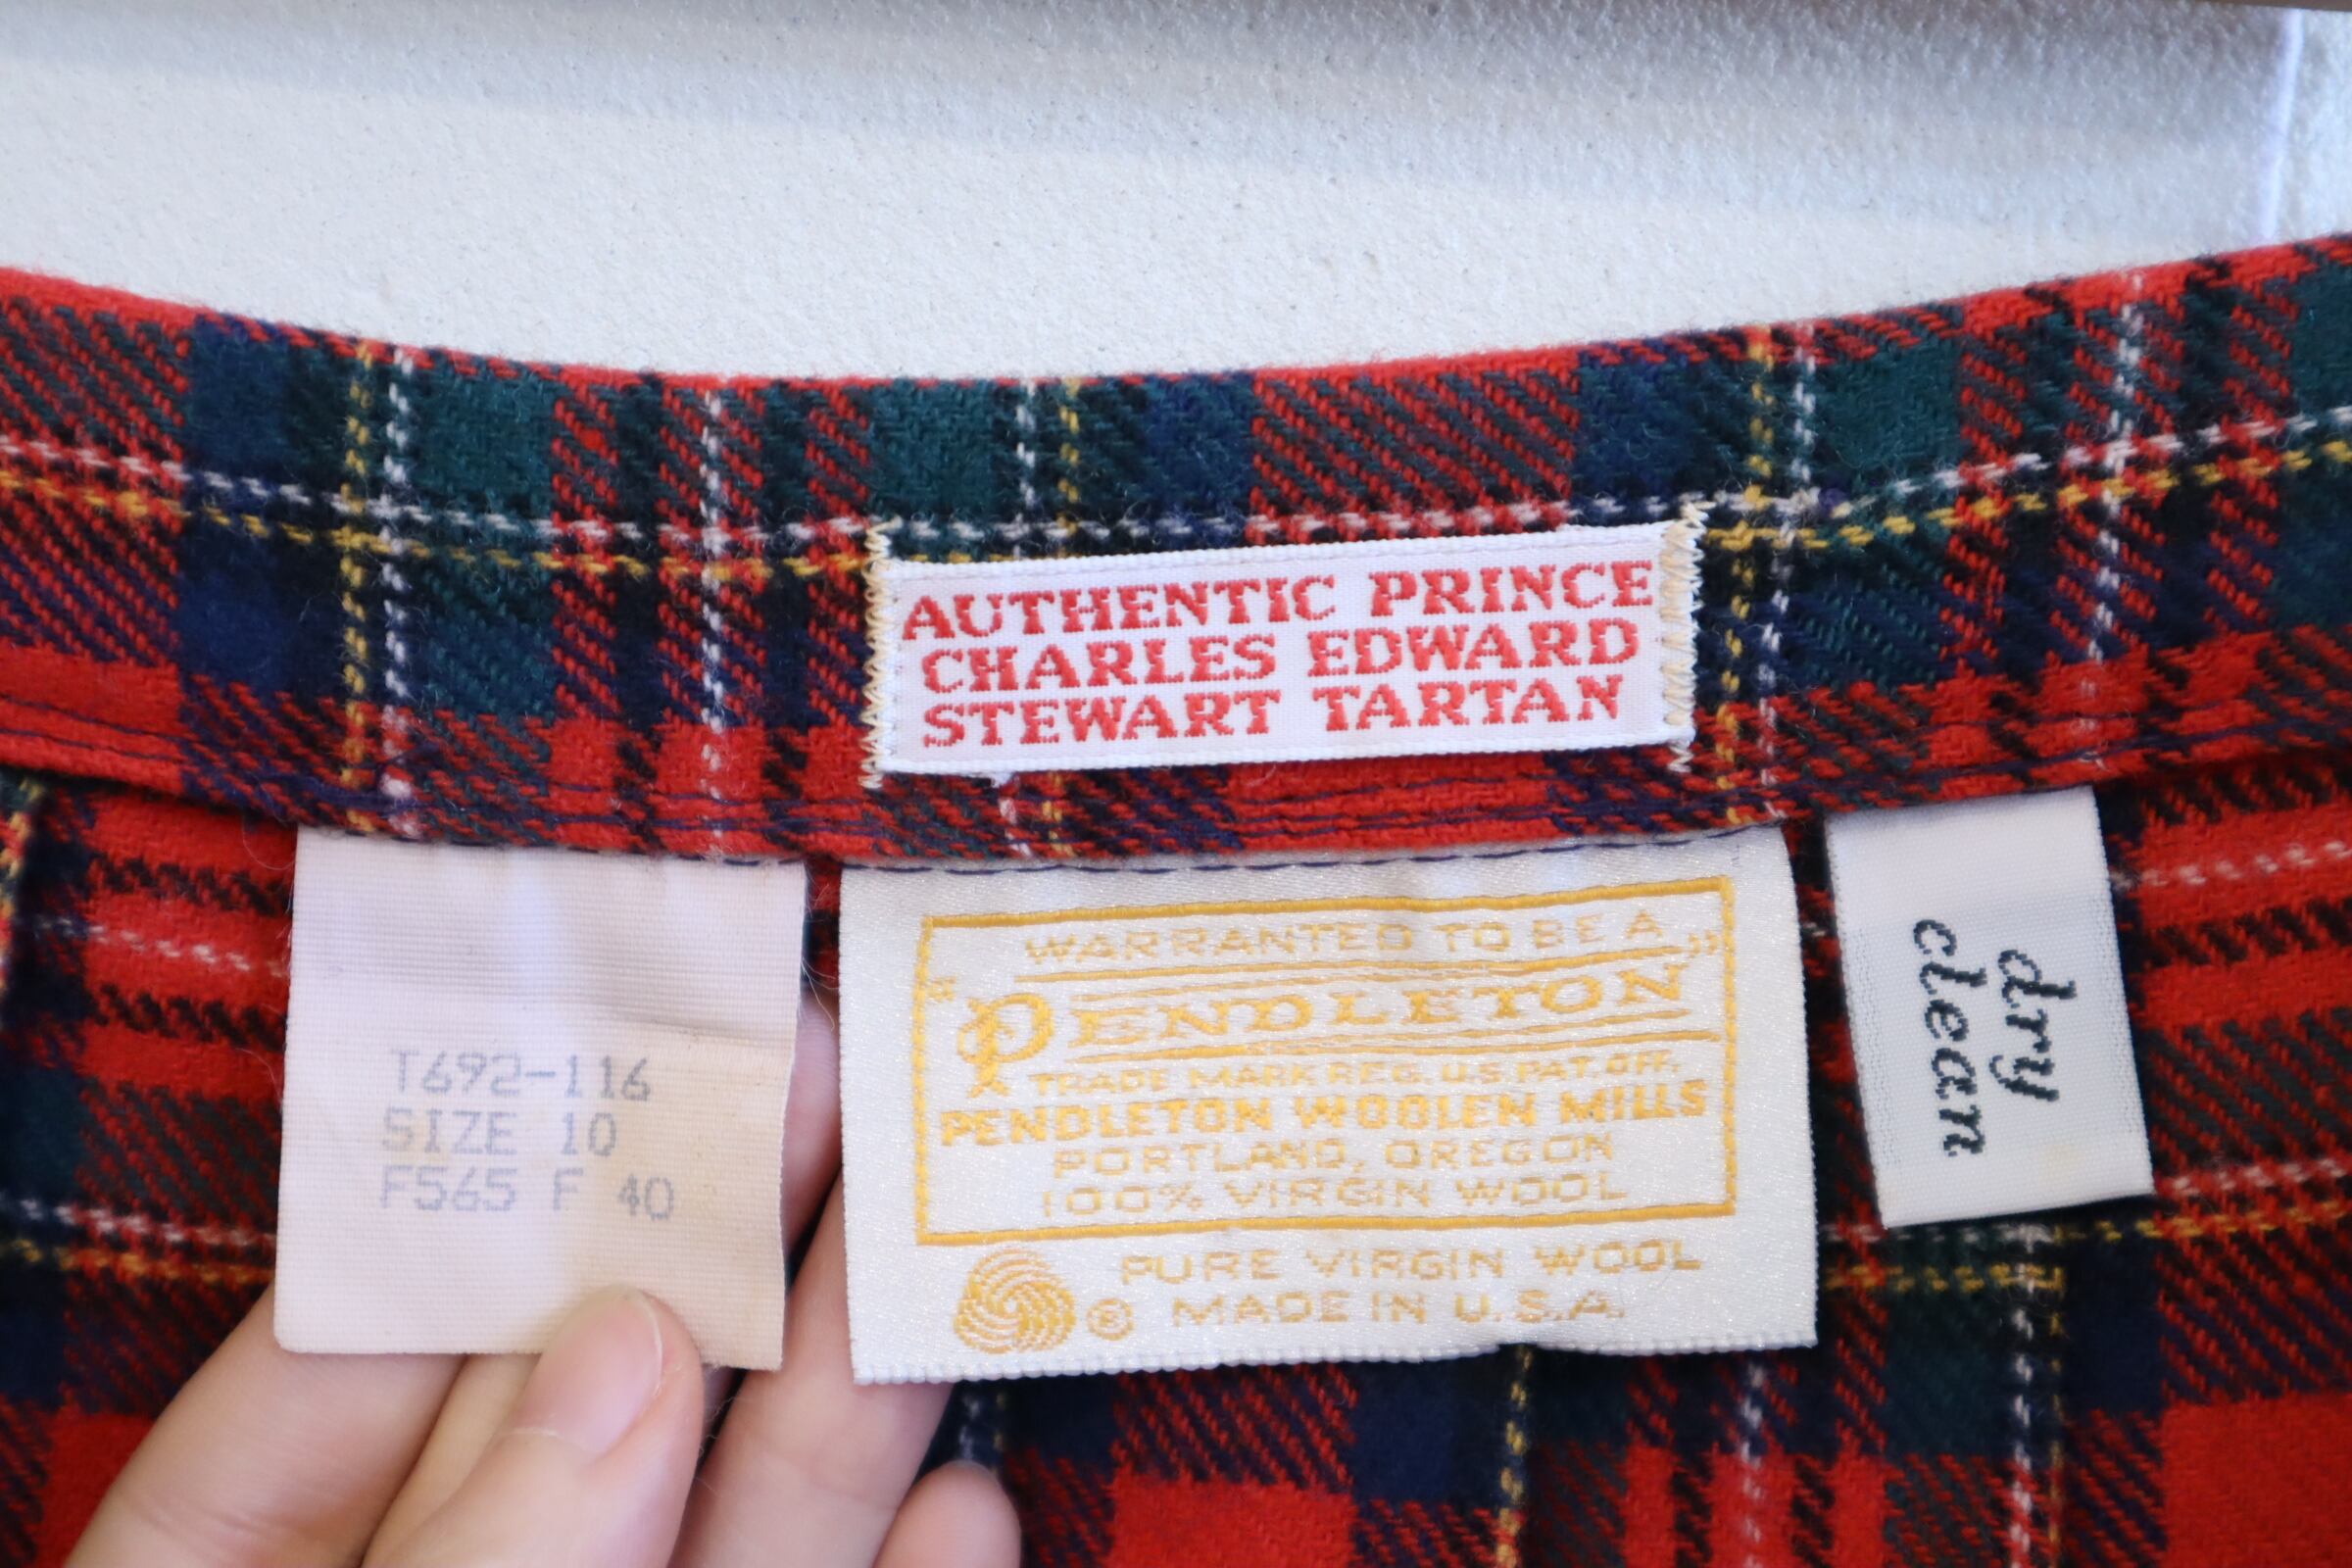 AUTHENTIC PRINCE
CHARLES EDWARD
STEWART TARTAN
T692-116
SIZE 10
F565 F 40
WARRANTED TO BE A
"PENDLETON"
TRADE MARK REG. U.S. PAT. OFF.
PENDLETON WOOLEN MILLS
PORTLAND, OREGON
100% VIRGIN WOOL
PURE VIRGIN WOOL
® MADE IN U.S.A.
dry
clean